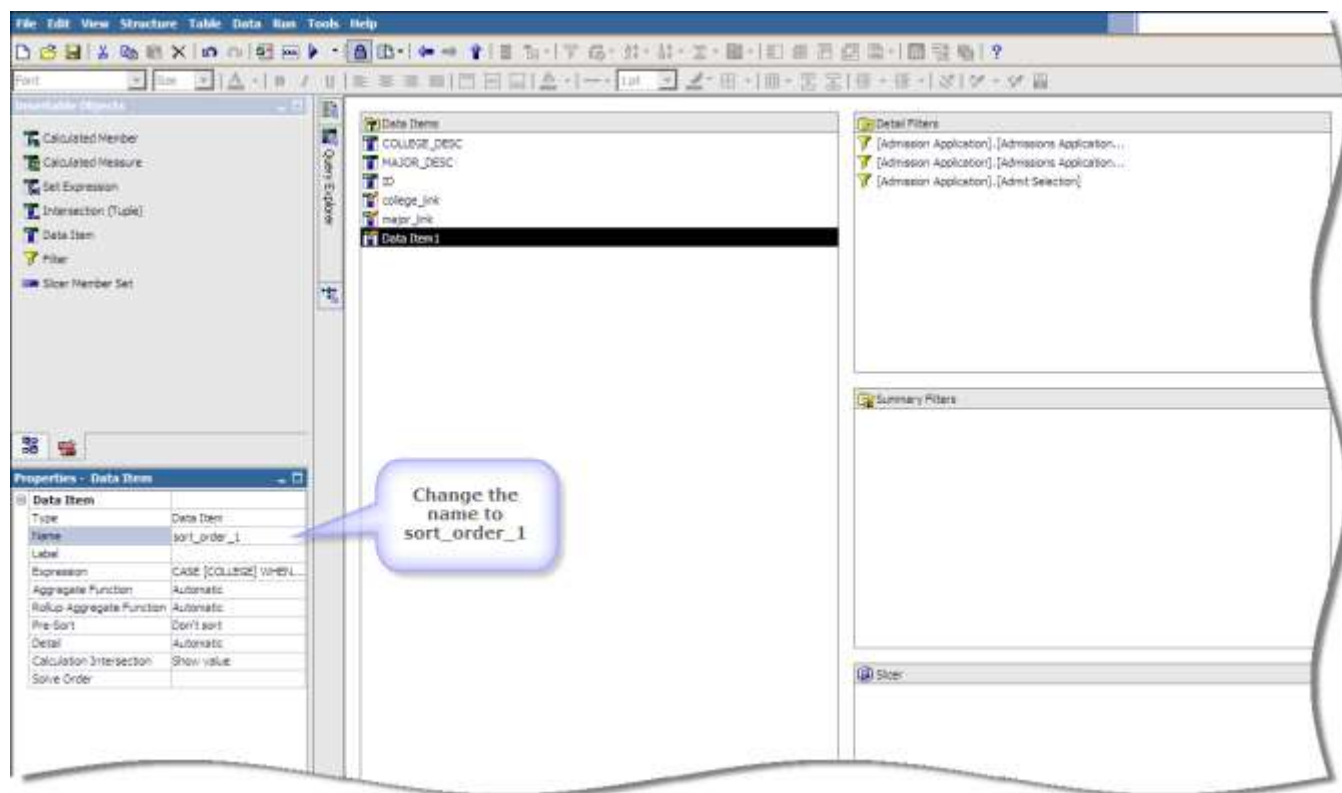 File Edit View Structure Table Data Run Tools Help
Font Size 1 pt
Insertable Objects
Calculated Member
Calculated Measure
Set Expression
Intersection (Tuple)
Data Item
Filter
Slicer Member Set
Query Explorer
Data Items
COLLEGE_DESC
MAJOR_DESC
ID
college_link
major_link
Data Item1
Detail Filters
[Admission Application].[Admissions Application...
[Admission Application].[Admissions Application...
[Admission Application].[Admit Selection]
Summary Filters
Slicer
Properties - Data Item
Data Item
Type Data Item
Name sort_order_1
Label
Expression CASE [COLLEGE] WHEN...
Aggregate Function Automatic
Rollup Aggregate Function Automatic
Pre-Sort Don't sort
Detail Automatic
Calculation Intersection Show value
Solve Order
Change the
name to
sort_order_1